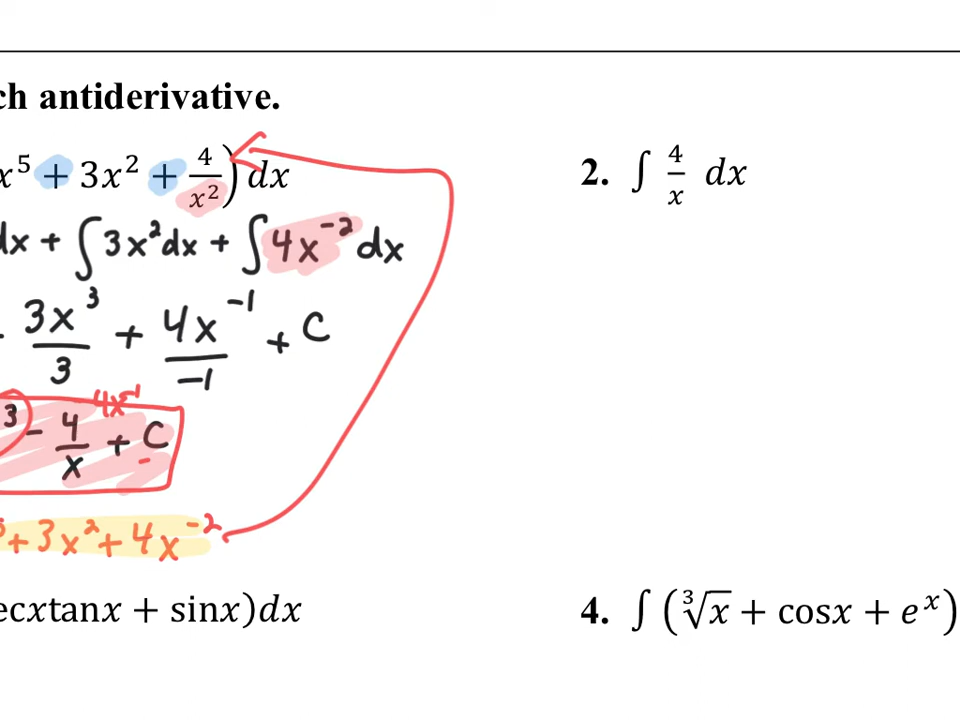 ch antiderivative.
x⁵ + 3x² + 4/x²) dx
2. ∫ 4/x dx
dx + ∫3x²dx + ∫4x⁻²dx
3x³/3 + 4x⁻¹/-1 + C
4x⁻¹
³ - 4/x + C
+ 3x² + 4x⁻²
ecxtanx + sinx)dx
4. ∫ (∛x + cosx + eˣ)